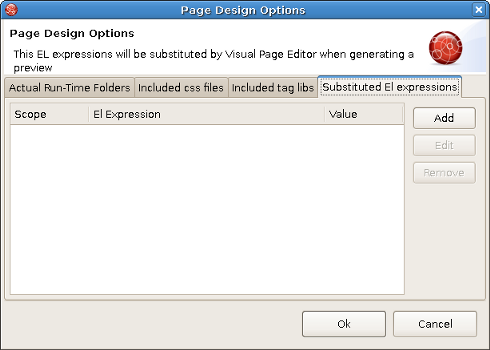 Page Design Options
Page Design Options
This EL expressions will be substituted by Visual Page Editor when generating a
preview
Actual Run-Time Folders Included css files Included tag libs Substituted El expressions
Scope El Expression Value
Add
Edit
Remove
Ok Cancel